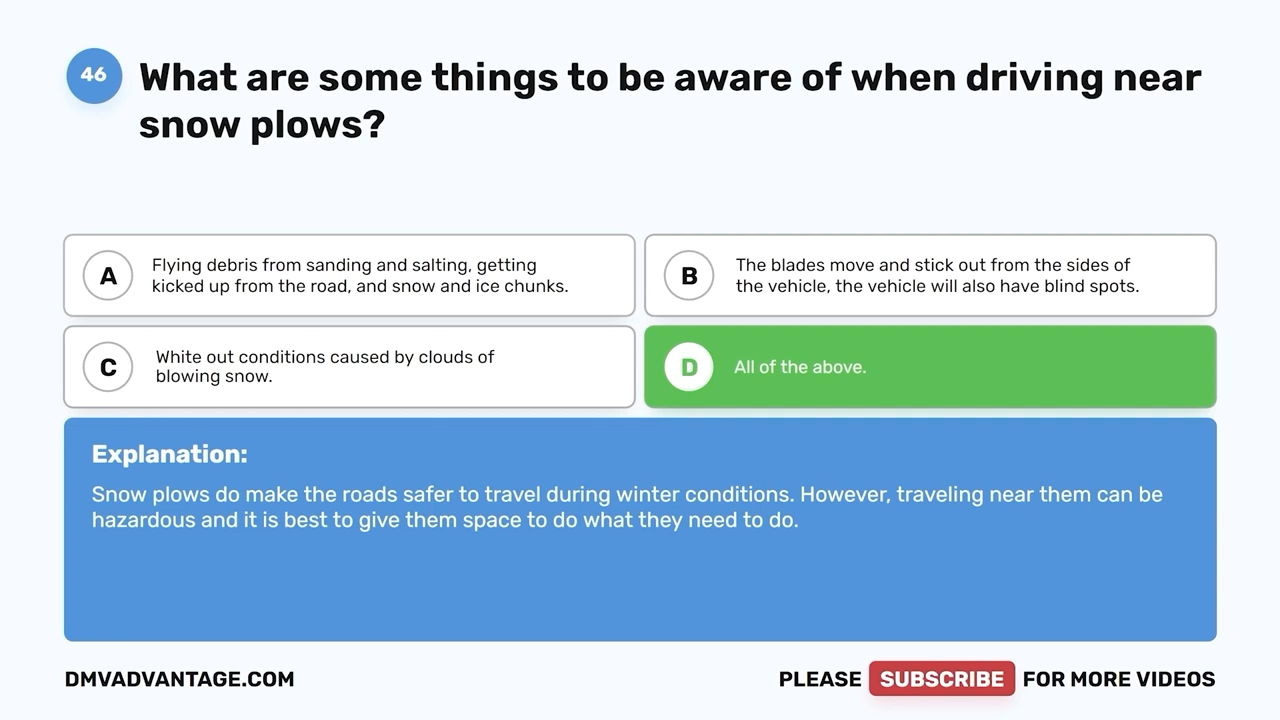 46
What are some things to be aware of when driving near
snow plows?
A
Flying debris from sanding and salting, getting
kicked up from the road, and snow and ice chunks.
B
The blades move and stick out from the sides of
the vehicle, the vehicle will also have blind spots.
C
White out conditions caused by clouds of
blowing snow.
D
All of the above.
Explanation:
Snow plows do make the roads safer to travel during winter conditions. However, traveling near them can be
hazardous and it is best to give them space to do what they need to do.
DMVADVANTAGE.COM
PLEASE SUBSCRIBE FOR MORE VIDEOS